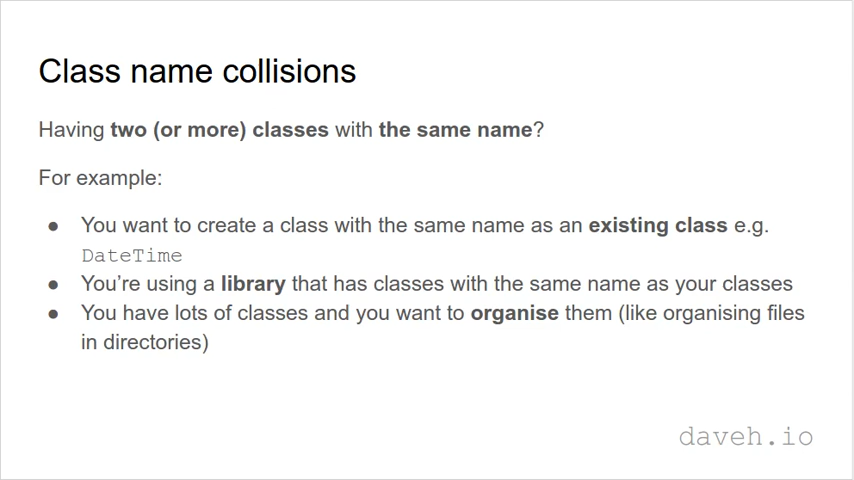 Class name collisions
Having two (or more) classes with the same name?
For example:
● You want to create a class with the same name as an existing class e.g.
DateTime
● You’re using a library that has classes with the same name as your classes
● You have lots of classes and you want to organise them (like organising files
in directories)
daveh.io